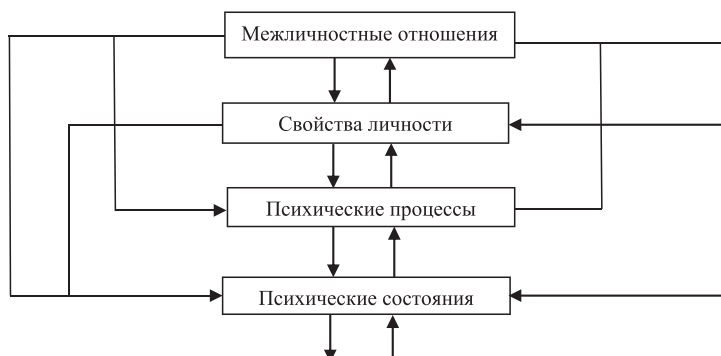 Межличностные отношения
Свойства личности
Психические процессы
Психические состояния